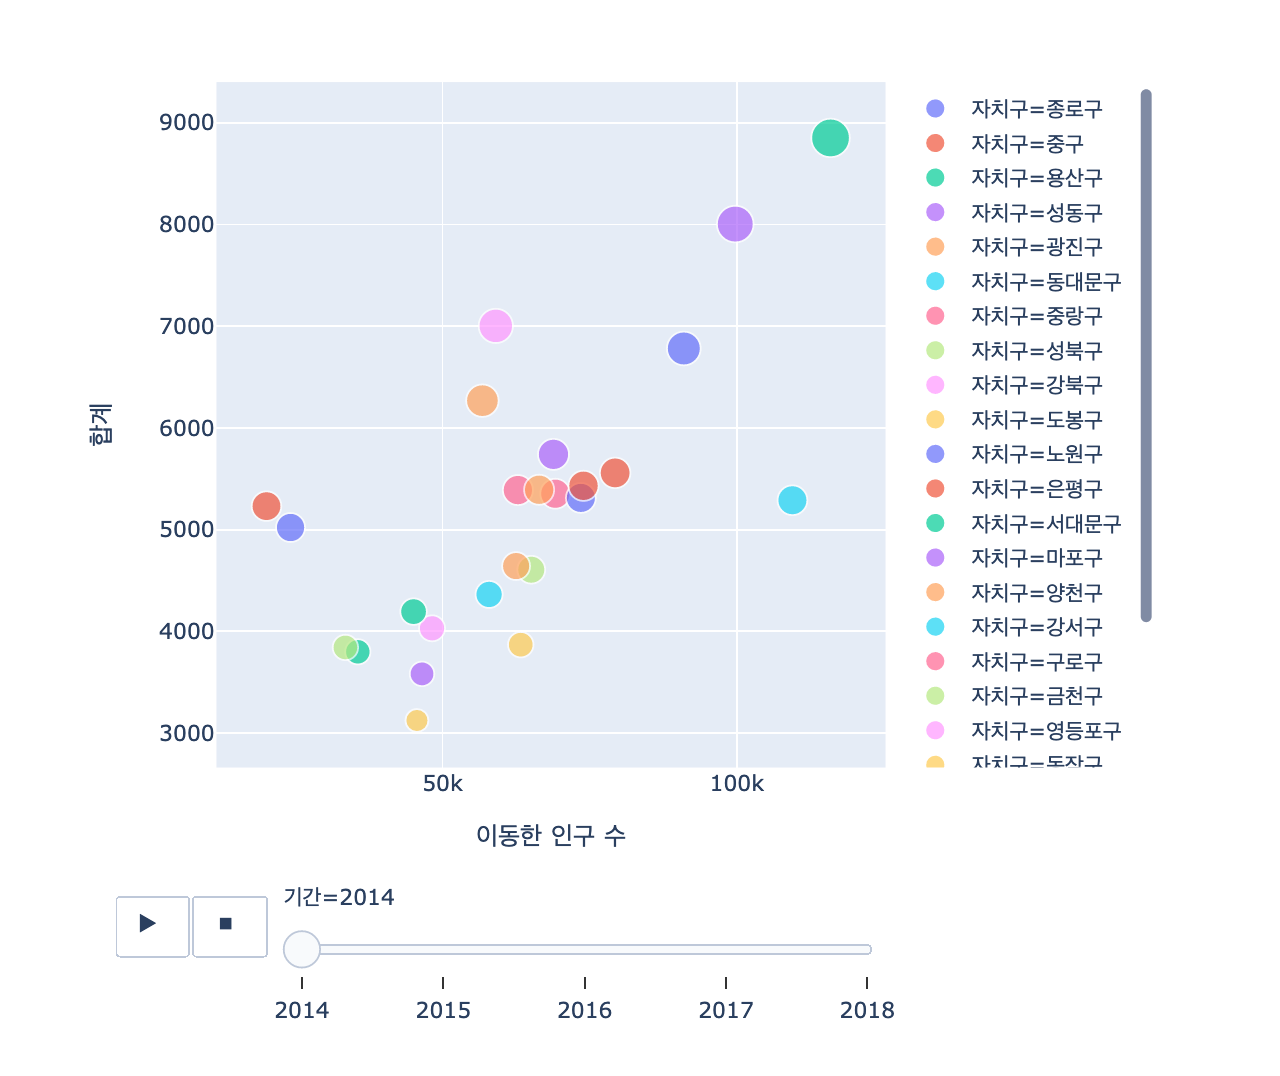 9000
8000
7000
6000
5000
4000
3000
합계
50k
100k
이동한 인구 수
자치구=종로구
자치구=중구
자치구=용산구
자치구=성동구
자치구=광진구
자치구=동대문구
자치구=중랑구
자치구=성북구
자치구=강북구
자치구=도봉구
자치구=노원구
자치구=은평구
자치구=서대문구
자치구=마포구
자치구=양천구
자치구=강서구
자치구=구로구
자치구=금천구
자치구=영등포구
자치구=동작구
기간=2014
2014
2015
2016
2017
2018